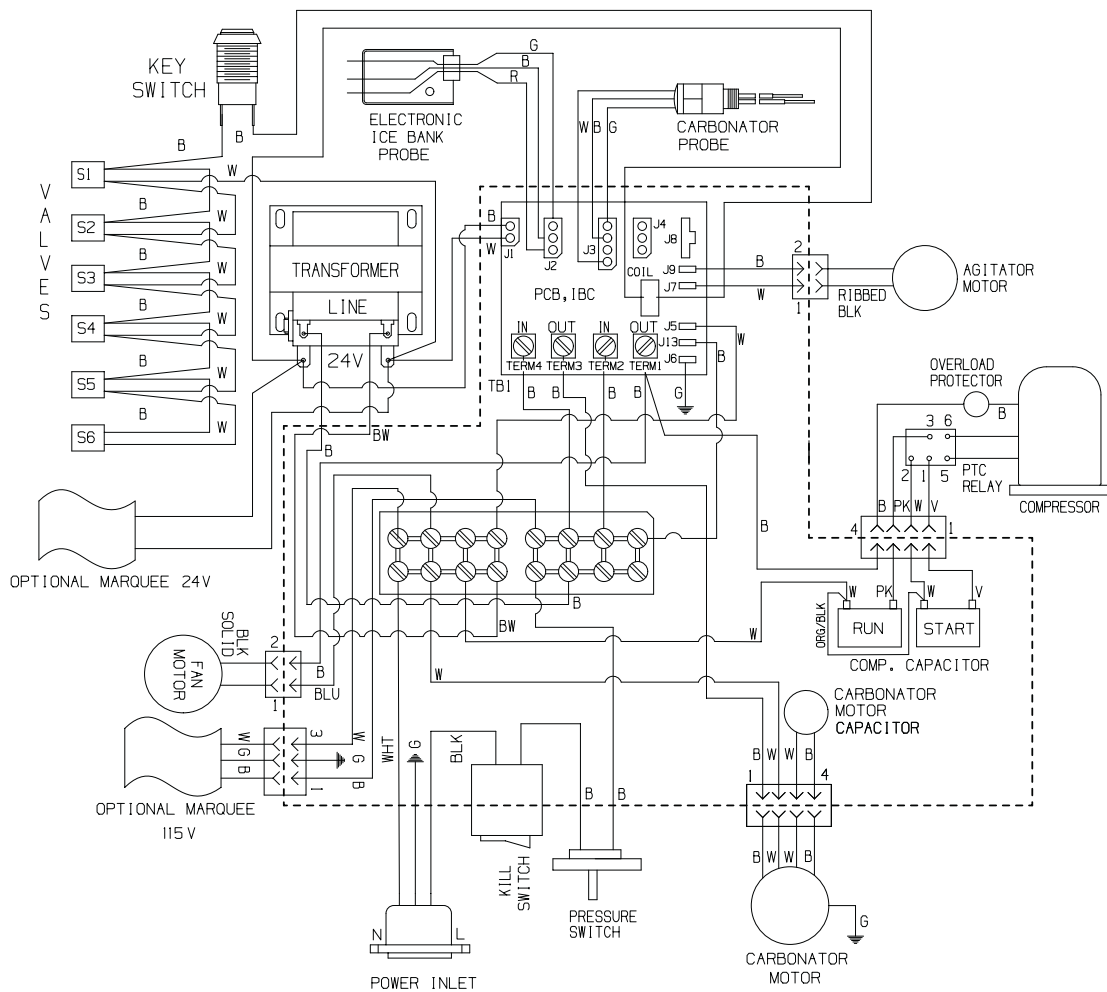 KEY
SWITCH
G
B
R
ELECTRONIC
ICE BANK
PROBE
W B G
CARBONATOR
PROBE
B
B
B
W
VALVES
S1
S2
S3
S4
S5
S6
B
W
B
W
B
W
B
W
B
W
TRANSFORMER
LINE
24V
B
W
J1
J2
J3
J4
J8
COIL
J9
J7
PCB, IBC
IN
OUT
IN
OUT
J5
J13
J6
TERM4
TERM3
TERM2
TERM1
TB1
B
B
B
B
G
W
B
B
W
2
1
RIBBED
BLK
AGITATOR
MOTOR
OVERLOAD
PROTECTOR
B
3 6
2 1 5
PTC
RELAY
COMPRESSOR
B PK W V
4
1
B
BW
B
OPTIONAL MARQUEE 24V
B
BW
W
W
PK
W
V
ORG/BLK
RUN
START
COMP. CAPACITOR
BLK
SOLID
FAN
MOTOR
2
1
B
BLU
W
CARBONATOR
MOTOR
CAPACITOR
W
G
B
3
1
W
G
B
OPTIONAL MARQUEE
115V
WHT
G
BLK
KILL
SWITCH
B
B
PRESSURE
SWITCH
N
L
POWER INLET
B W W B
1
4
B W W B
G
CARBONATOR
MOTOR